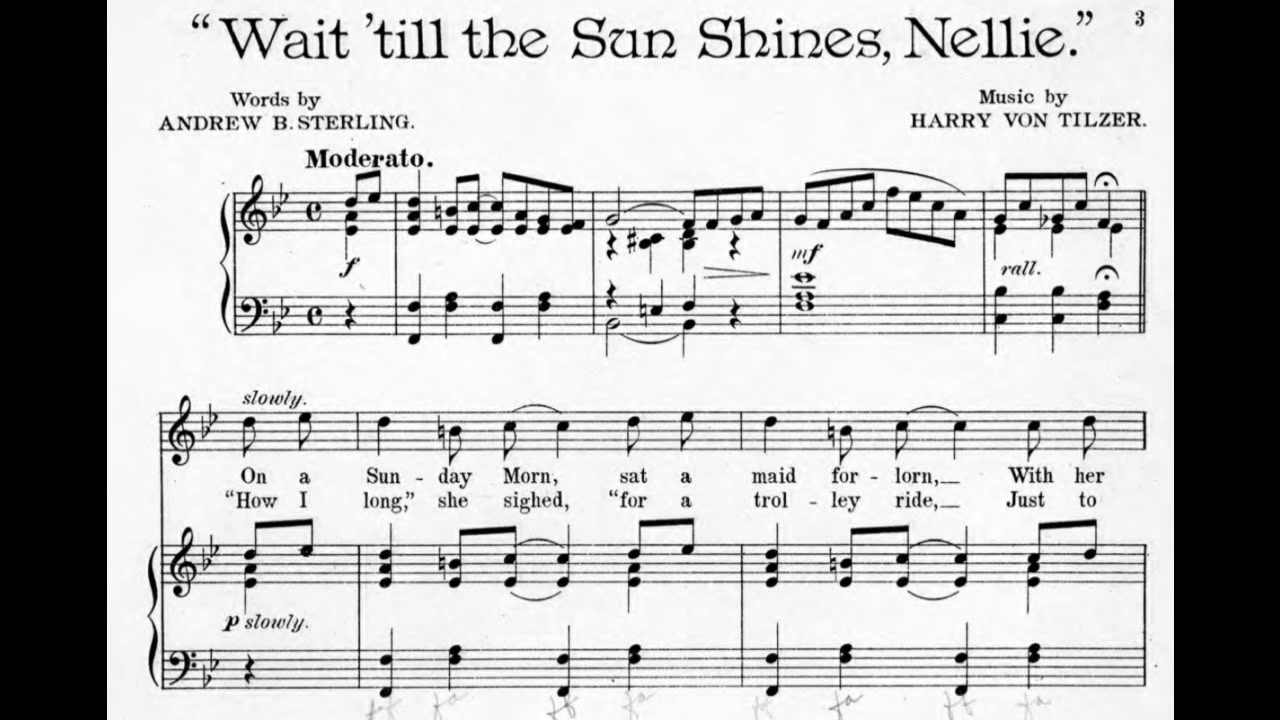 “Wait ’till the Sun Shines, Nellie.”
3
Words by
ANDREW B. STERLING.
Music by
HARRY VON TILZER.
Moderato.
f
mf
rall.
slowly.
On a Sun - day Morn, sat a maid for - lorn, With her
“How I long,” she sighed, “for a trol - ley ride, Just to
p slowly.